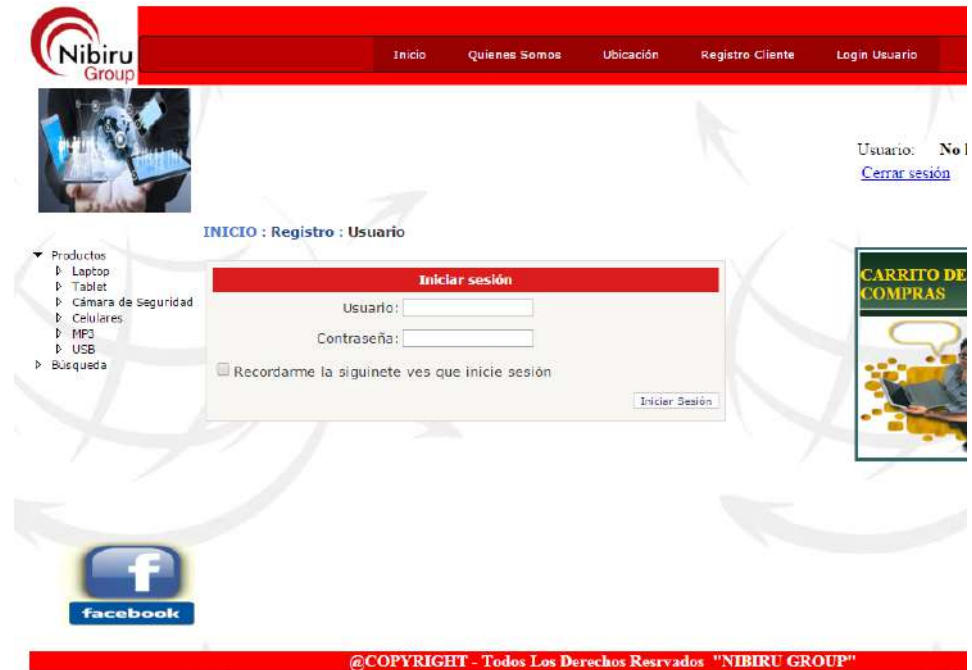 Nibiru
Group
Inicio Quienes Somos Ubicación Registro Cliente Login Usuario
Usuario: No
Cerrar sesión
INICIO : Registro : Usuario
Productos
Laptop
Tablet
Cámara de Seguridad
Celulares
MP3
USB
Búsqueda
Iniciar sesión
Usuario:
Contraseña:
Recordarme la siguinete ves que inicie sesión
Iniciar Sesión
CARRITO DE
COMPRAS
facebook
@COPYRIGHT - Todos Los Derechos Resrvados "NIBIRU GROUP"